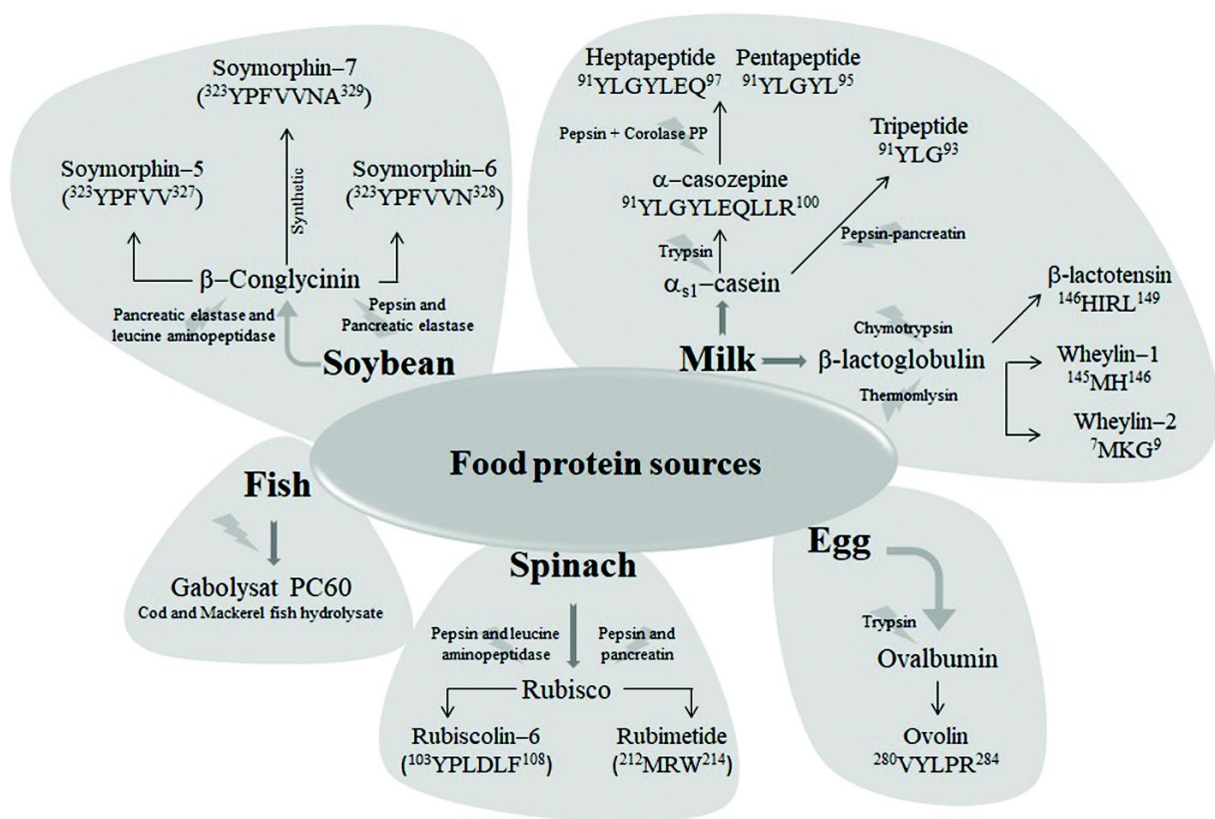 Soymorphin–7
(³²³YPFVVNA³²⁹)
Soymorphin–5
(³²³YPFVV³²⁷)
Synthetic
Soymorphin–6
(³²³YPFVVN³²⁸)
β–Conglycinin
Pancreatic elastase and
leucine aminopeptidase
Pepsin and
Pancreatic elastase
Soybean
Heptapeptide
⁹¹YLGYLEQ⁹⁷
Pentapeptide
⁹¹YLGYL⁹⁵
Pepsin + Corolase PP
Tripeptide
⁹¹YLG⁹³
α–casozepine
⁹¹YLGYLEQLLR¹⁰⁰
Trypsin
Pepsin-pancreatin
αₛ₁–casein
β-lactotensin
¹⁴⁶HIRL¹⁴⁹
Chymotrypsin
Milk
β-lactoglobulin
Thermomlysin
Wheylin–1
¹⁴⁵MH¹⁴⁶
Wheylin–2
⁷MKG⁹
Food protein sources
Fish
Gabolysat PC60
Cod and Mackerel fish hydrolysate
Spinach
Pepsin and leucine
aminopeptidase
Pepsin and
pancreatin
Rubisco
Rubiscolin–6
(¹⁰³YPLDLF¹⁰⁸)
Rubimetide
(²¹²MRW²¹⁴)
Egg
Trypsin
Ovalbumin
Ovolin
²⁸⁰VYLPR²⁸⁴